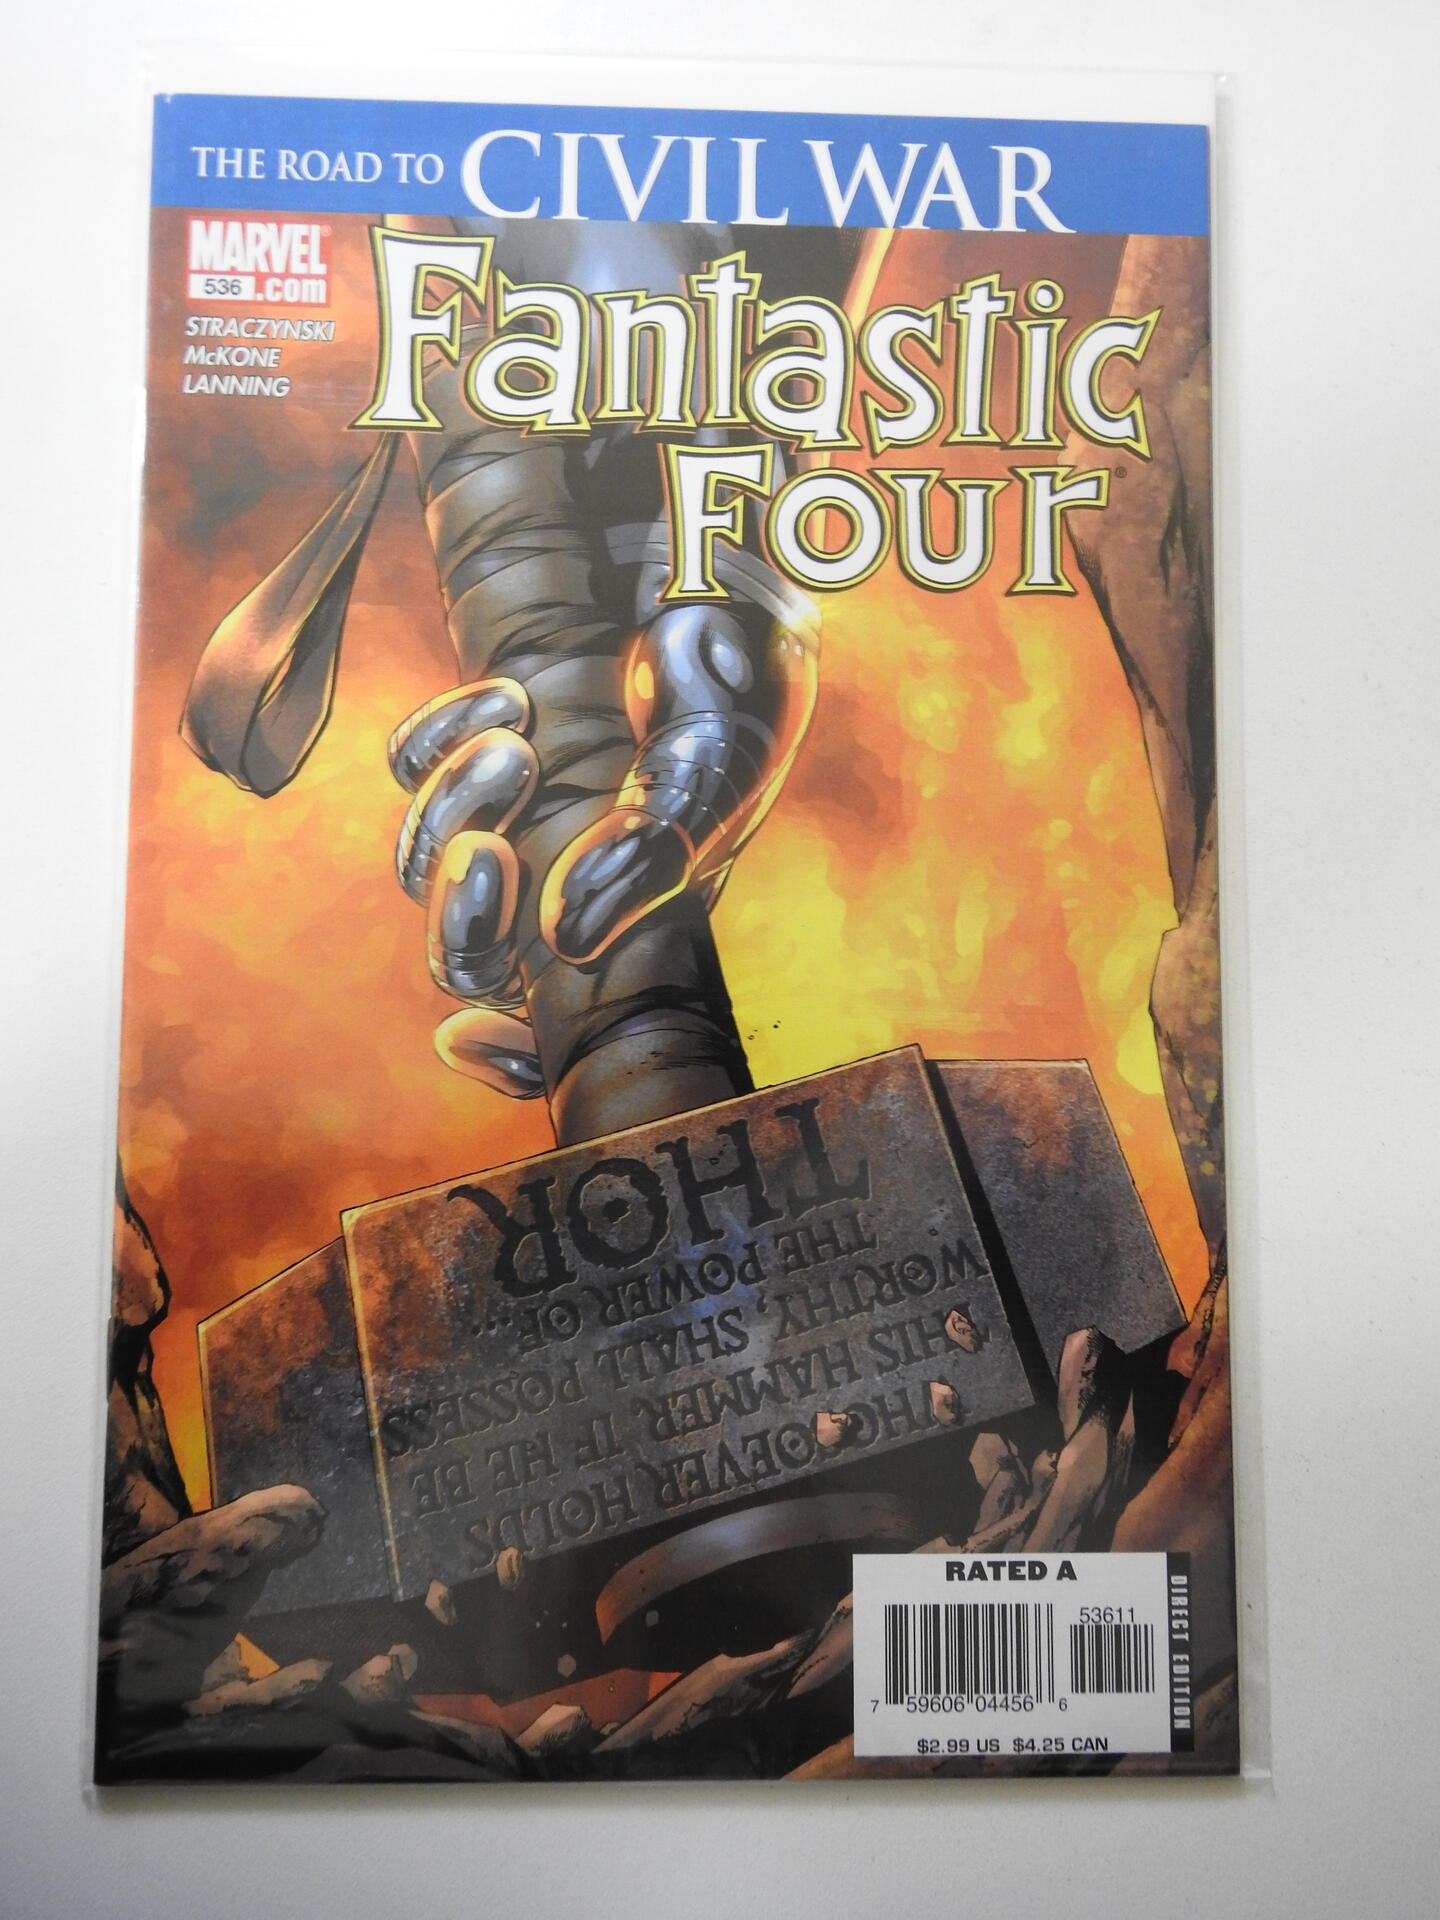 THE ROAD TO CIVIL WAR
MARVEL
536 .com
STRACZYNSKI
McKONE
LANNING
Fantastic
Four
WHOSOEVER HOLDS
THIS HAMMER, IF HE BE
WORTHY, SHALL POSSESS
THE POWER OF...
THOR
RATED A
53611
7 59606 04456 6
$2.99 US $4.25 CAN
DIRECT EDITION